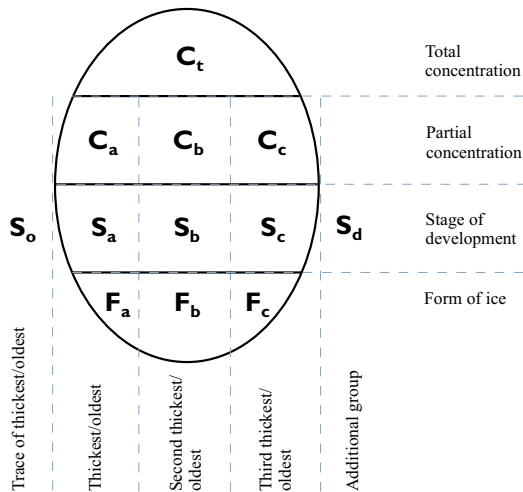 Ct
Total
concentration
Ca Cb Cc
Partial
concentration
So Sa Sb Sc Sd
Stage of
development
Fa Fb Fc
Form of ice
Trace of thickest/oldest
Thickest/oldest
Second thickest/
oldest
Third thickest/
oldest
Additional group